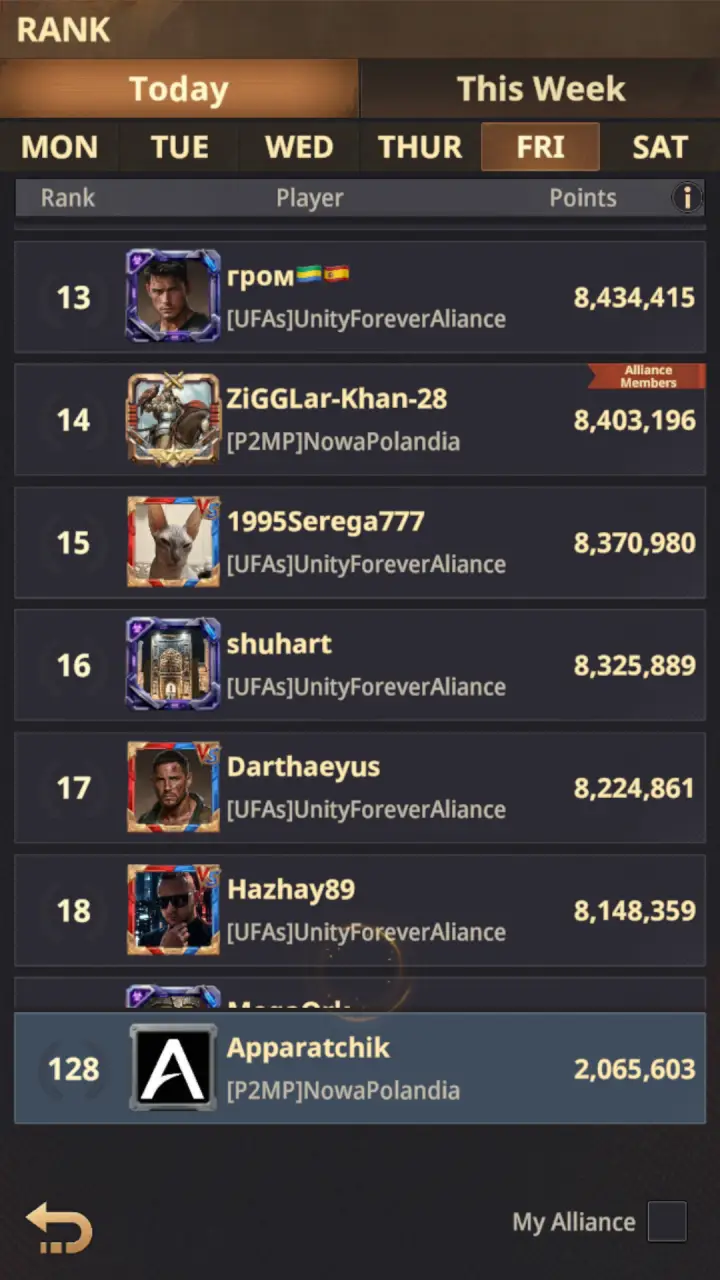 RANK
Today
This Week
MON TUE WED THUR FRI SAT
Rank Player Points i
13 гром 8,434,415
[UFAs]UnityForeverAliance
Alliance Members
14 ZiGGLar-Khan-28 8,403,196
[P2MP]NowaPolandia
15 1995Serega777 8,370,980
[UFAs]UnityForeverAliance
16 shuhart 8,325,889
[UFAs]UnityForeverAliance
17 Darthaeyus 8,224,861
[UFAs]UnityForeverAliance
18 Hazhay89 8,148,359
[UFAs]UnityForeverAliance
128 Apparatchik 2,065,603
[P2MP]NowaPolandia
My Alliance